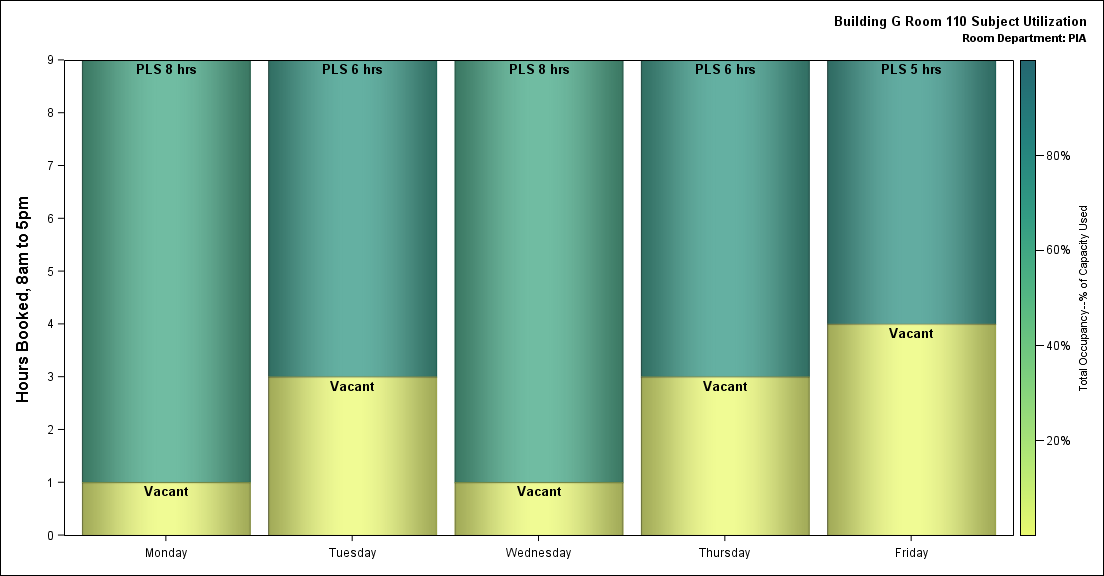 Building G Room 110 Subject Utilization
Room Department: PIA
Hours Booked, 8am to 5pm
9
8
7
6
5
4
3
2
1
0
PLS 8 hrs
Vacant
PLS 6 hrs
Vacant
PLS 8 hrs
Vacant
PLS 6 hrs
Vacant
PLS 5 hrs
Vacant
Monday
Tuesday
Wednesday
Thursday
Friday
80%
60%
40%
20%
Total Occupancy--% of Capacity Used